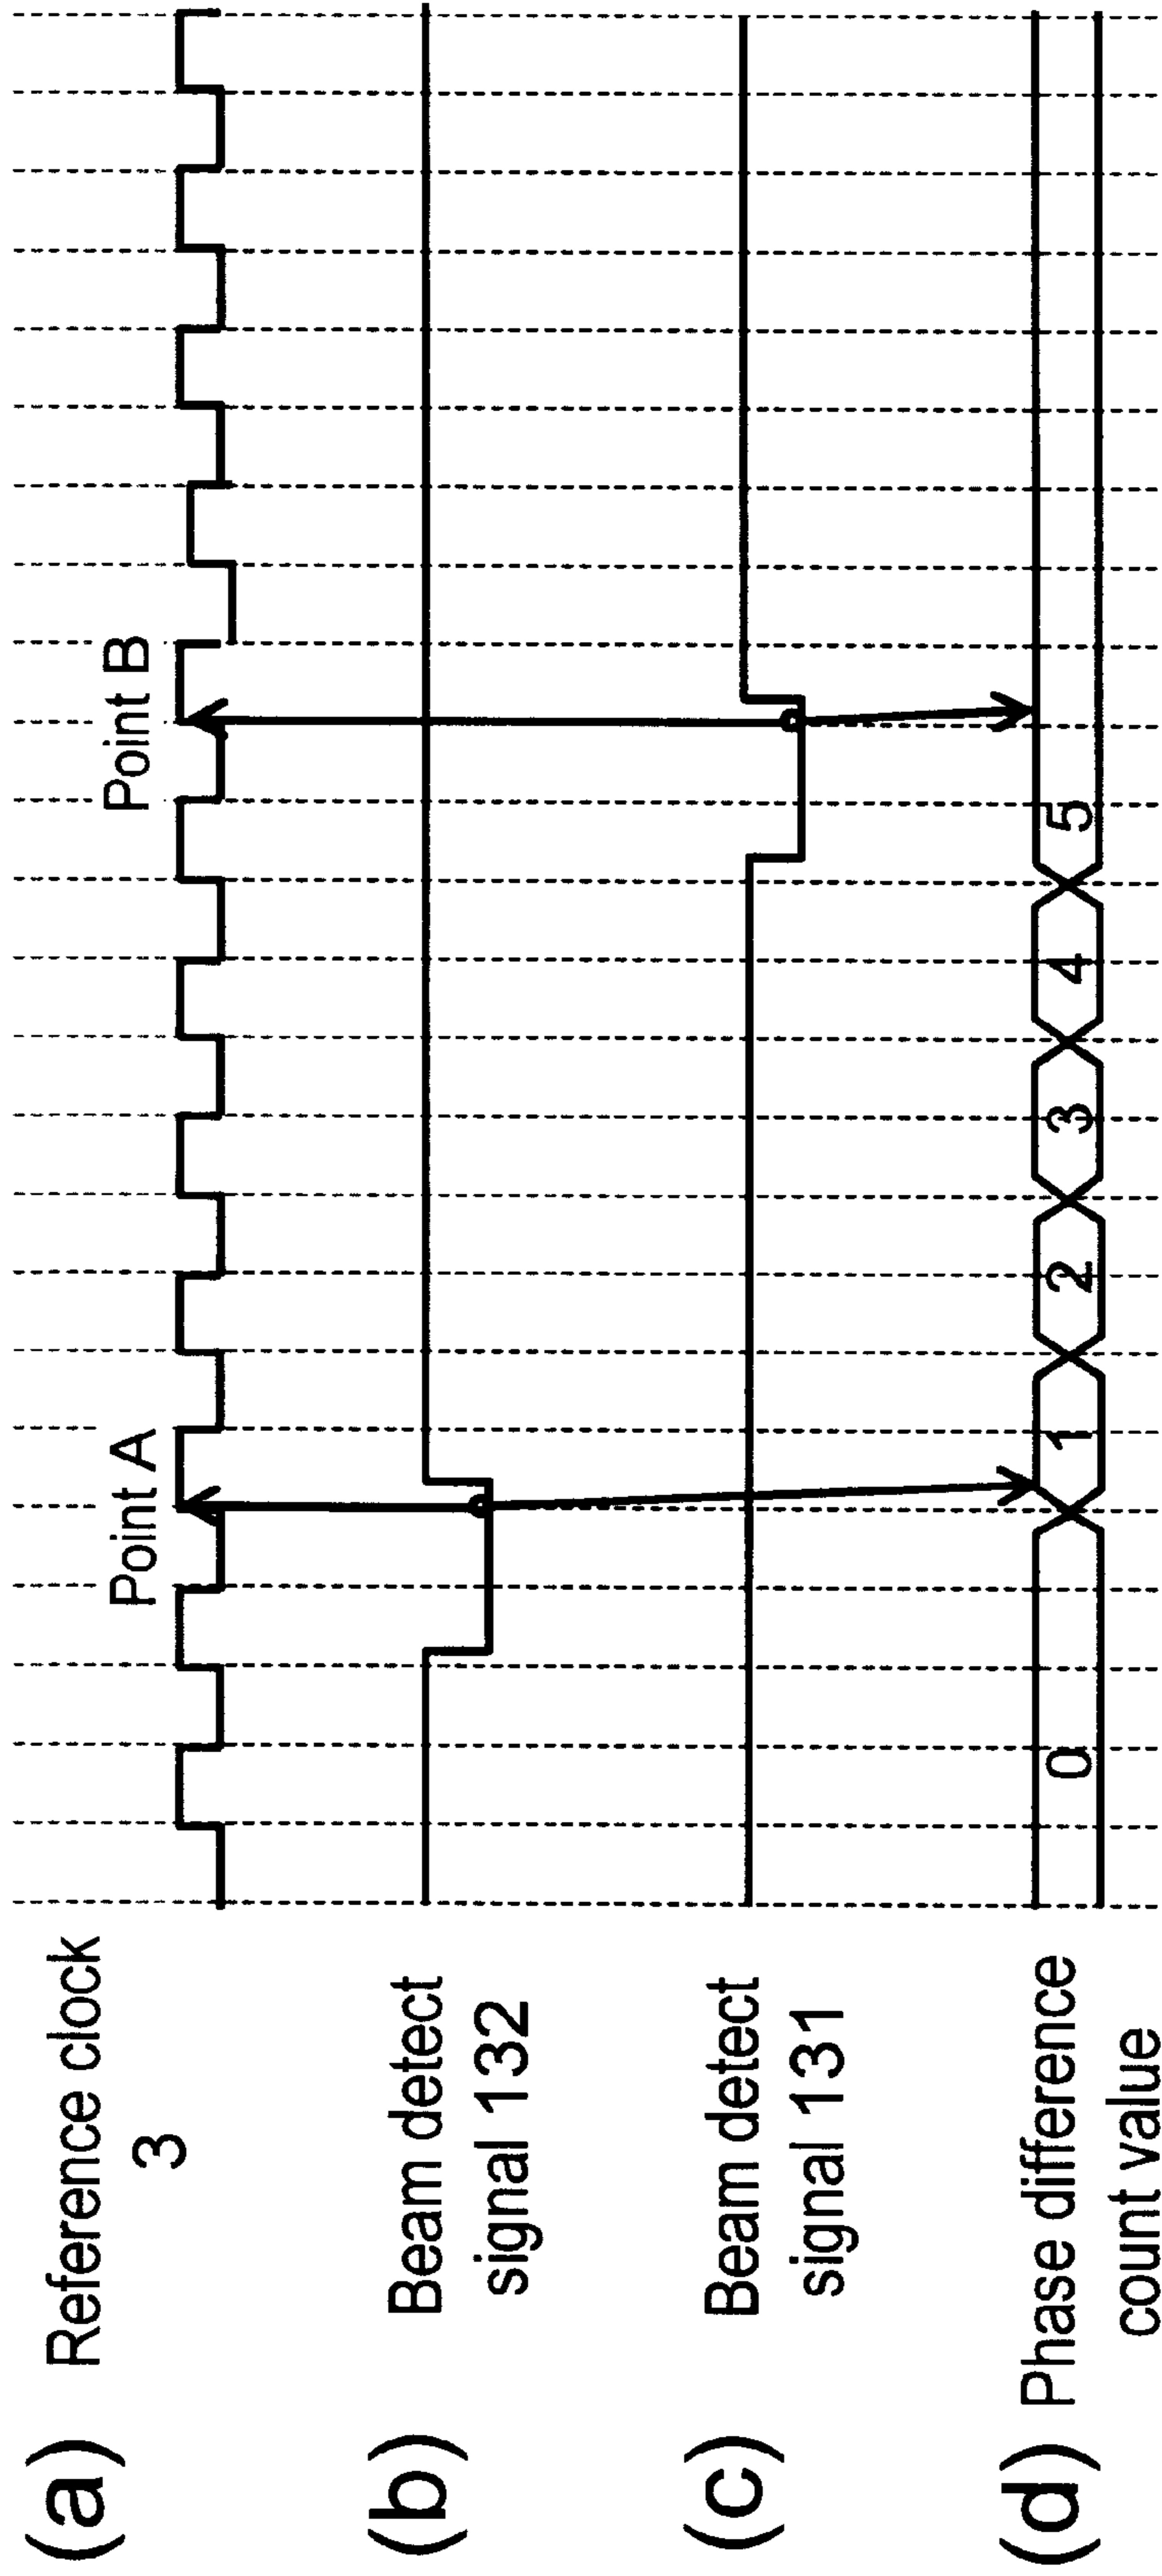 Point A
Point B
(a) Reference clock
3
(b) Beam detect
signal 132
(c) Beam detect
signal 131
(d) Phase difference
count value
0 1 2 3 4 5